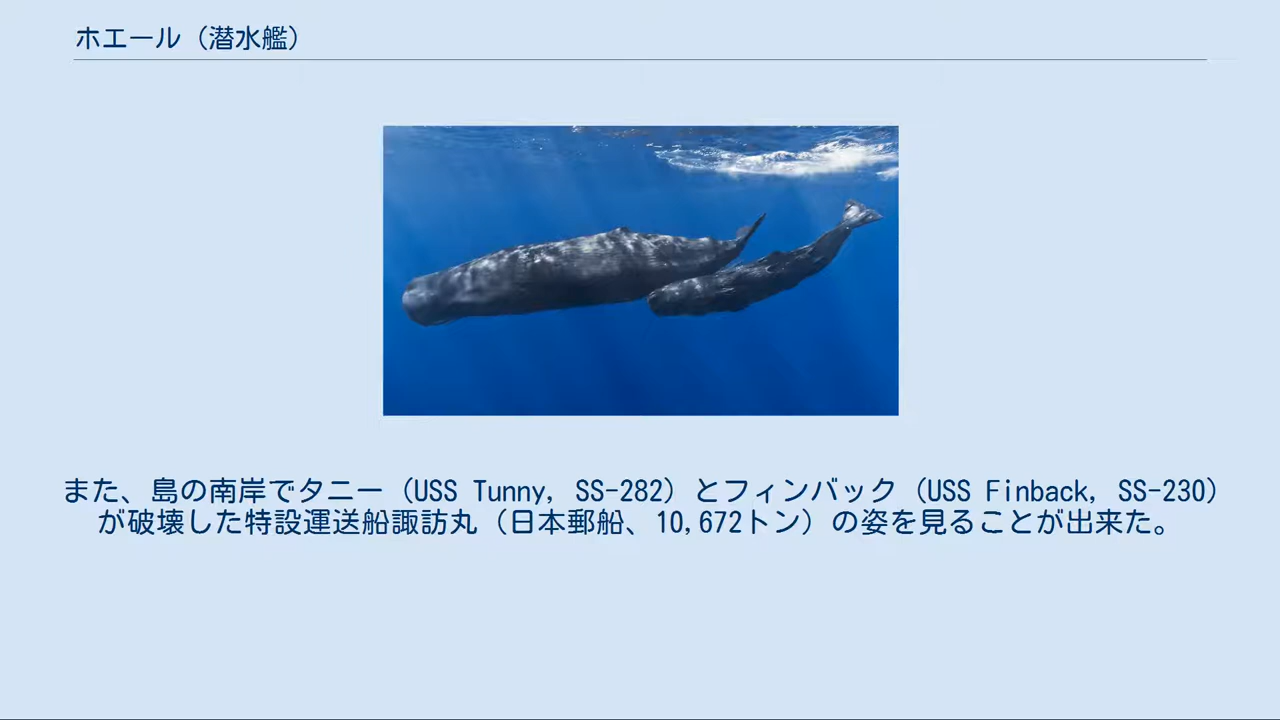 ホエール（潜水艦）
また、島の南岸でタニー（USS Tunny, SS-282）とフィンバック（USS Finback, SS-230）
が破壊した特設運送船諏訪丸（日本郵船、10,672トン）の姿を見ることが出来た。